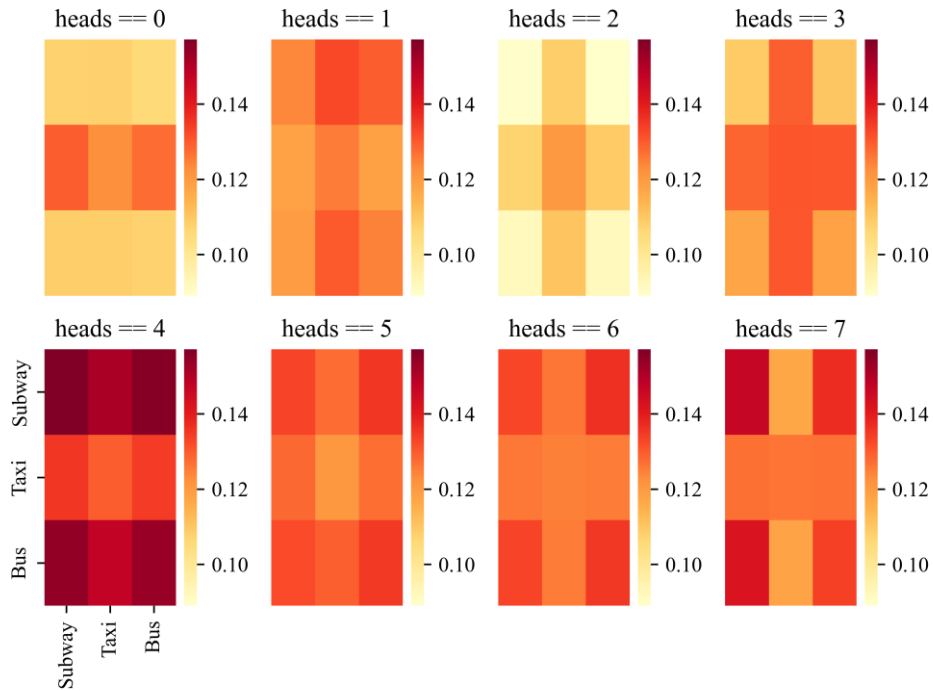 heads == 0
heads == 1
heads == 2
heads == 3
0.14
0.12
0.10
0.14
0.12
0.10
0.14
0.12
0.10
0.14
0.12
0.10
heads == 4
heads == 5
heads == 6
heads == 7
Subway
Taxi
Bus
0.14
0.12
0.10
0.14
0.12
0.10
0.14
0.12
0.10
0.14
0.12
0.10
Subway
Taxi
Bus